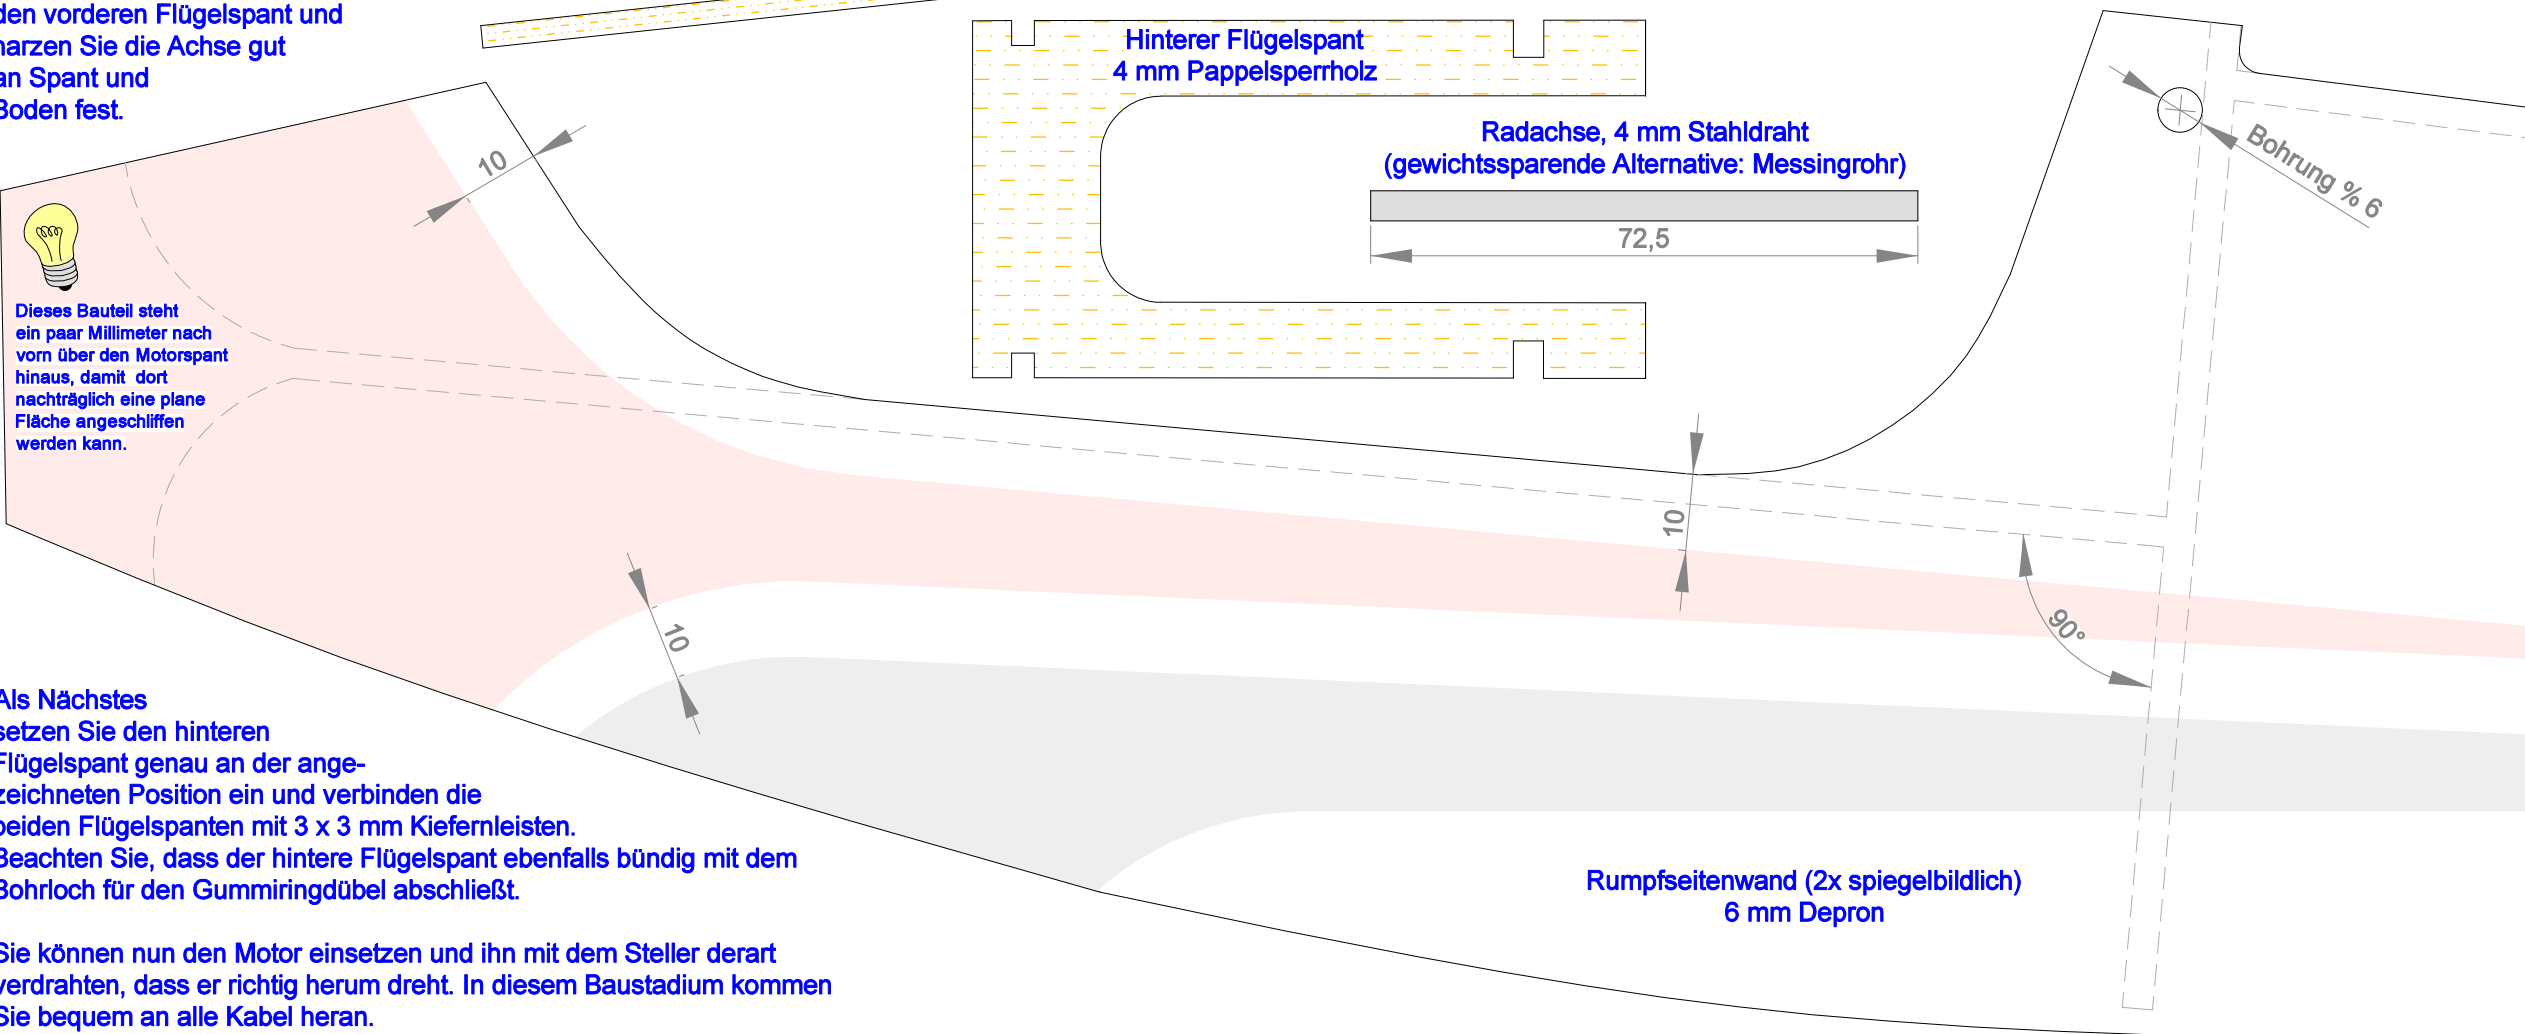 den vorderen Flügelspant und
harzen Sie die Achse gut
an Spant und
Boden fest.
Hinterer Flügelspant
4 mm Pappelsperrholz
Radachse, 4 mm Stahldraht
(gewichtssparende Alternative: Messingrohr)
72,5
Bohrung % 6
10
Dieses Bauteil steht
ein paar Millimeter nach
vorn über den Motorspant
hinaus, damit dort
nachträglich eine plane
Fläche angeschliffen
werden kann.
10
10
90°
Als Nächstes
setzen Sie den hinteren
Flügelspant genau an der ange-
zeichneten Position ein und verbinden die
beiden Flügelspanten mit 3 x 3 mm Kiefernleisten.
Beachten Sie, dass der hintere Flügelspant ebenfalls bündig mit dem
Bohrloch für den Gummiringdübel abschließt.
Sie können nun den Motor einsetzen und ihn mit dem Steller derart
verdrahten, dass er richtig herum dreht. In diesem Baustadium kommen
Sie bequem an alle Kabel heran.
Rumpfseitenwand (2x spiegelbildlich)
6 mm Depron